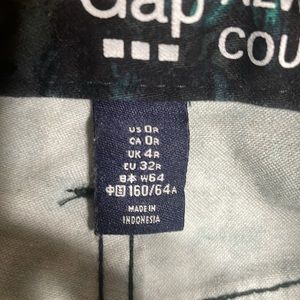 Gap
COU
US 0R
CA 0R
UK 4R
EU 32R
日本 W64
中国 160/64A
MADE IN
INDONESIA